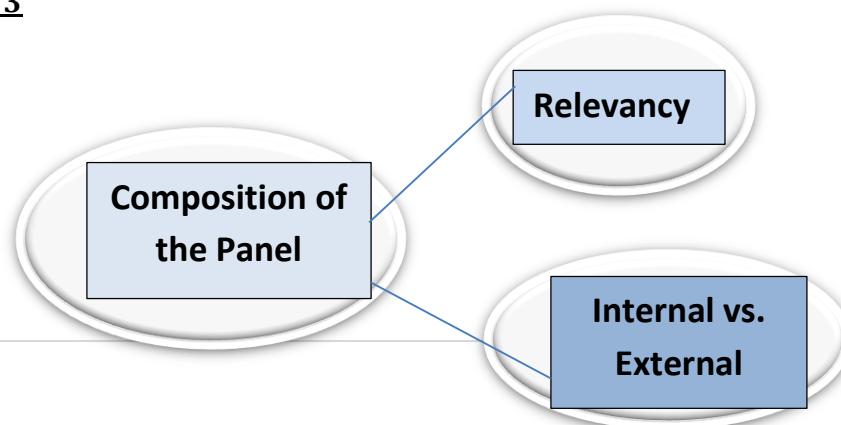 3
Relevancy
Composition of
the Panel
Internal vs.
External